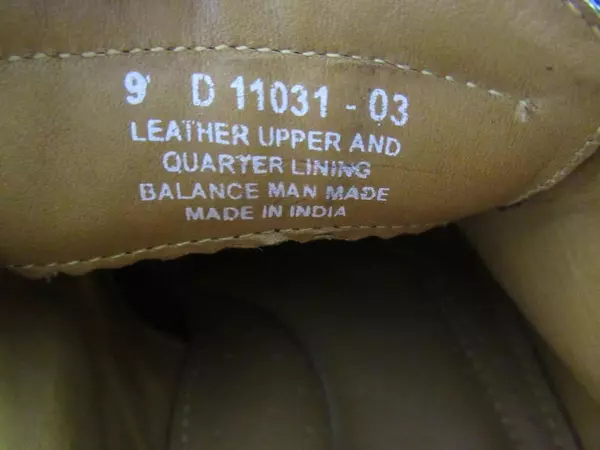 9' D 11031 - 03
LEATHER UPPER AND
QUARTER LINING
BALANCE MAN MADE
MADE IN INDIA